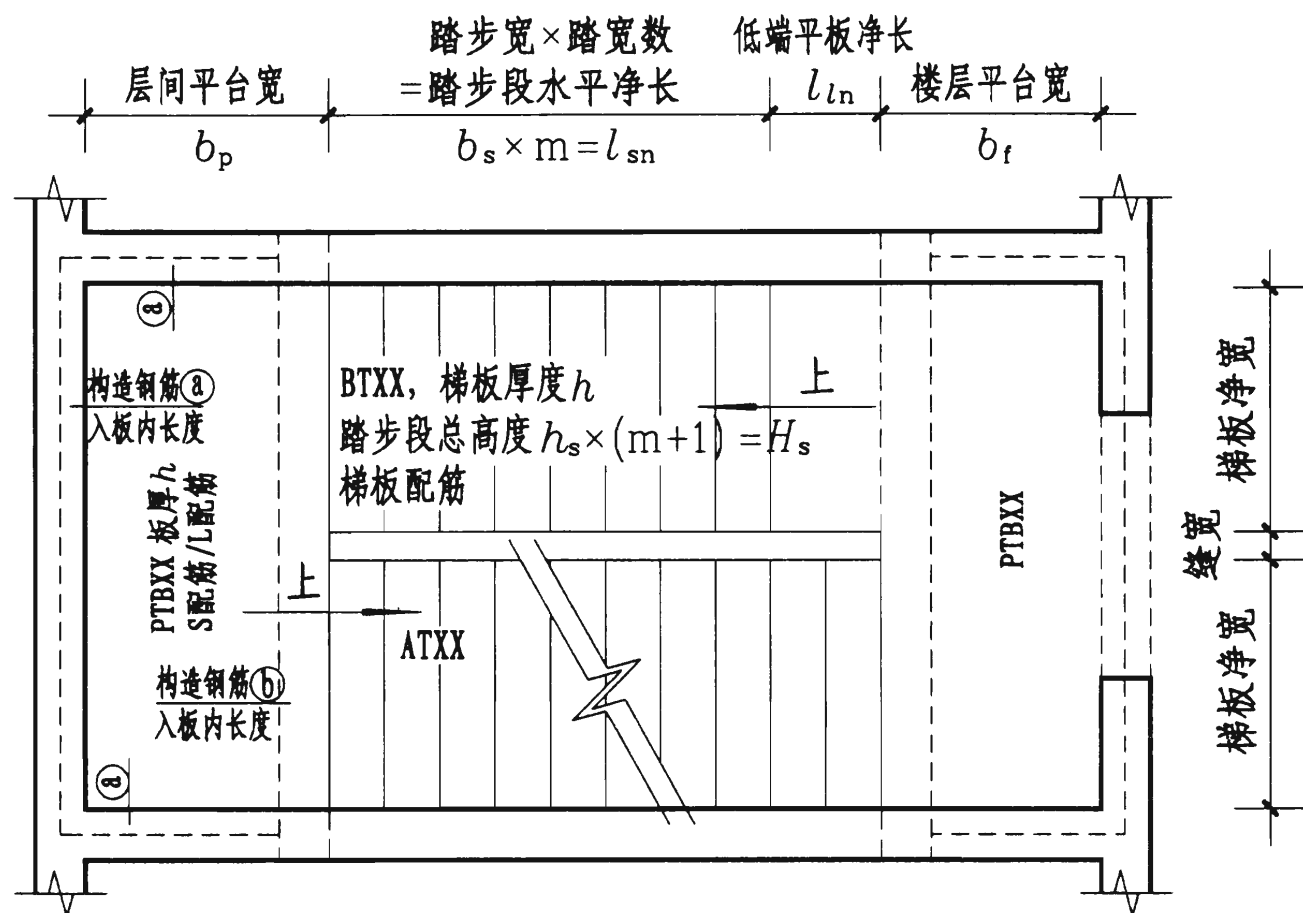 踏步宽×踏宽数
低端平板净长
层间平台宽
=踏步段水平净长
lln
楼层平台宽
bp
bs×m=lsn
bf
ⓐ
构造钢筋ⓐ
入板内长度
BTXX, 梯板厚度h
踏步段总高度hs×(m+1)=Hs
梯板配筋
上
PTBXX 板厚h
S配筋/L配筋
上
ATXX
构造钢筋ⓑ
入板内长度
ⓐ
PTBXX
梯板净宽
缝宽
梯板净宽